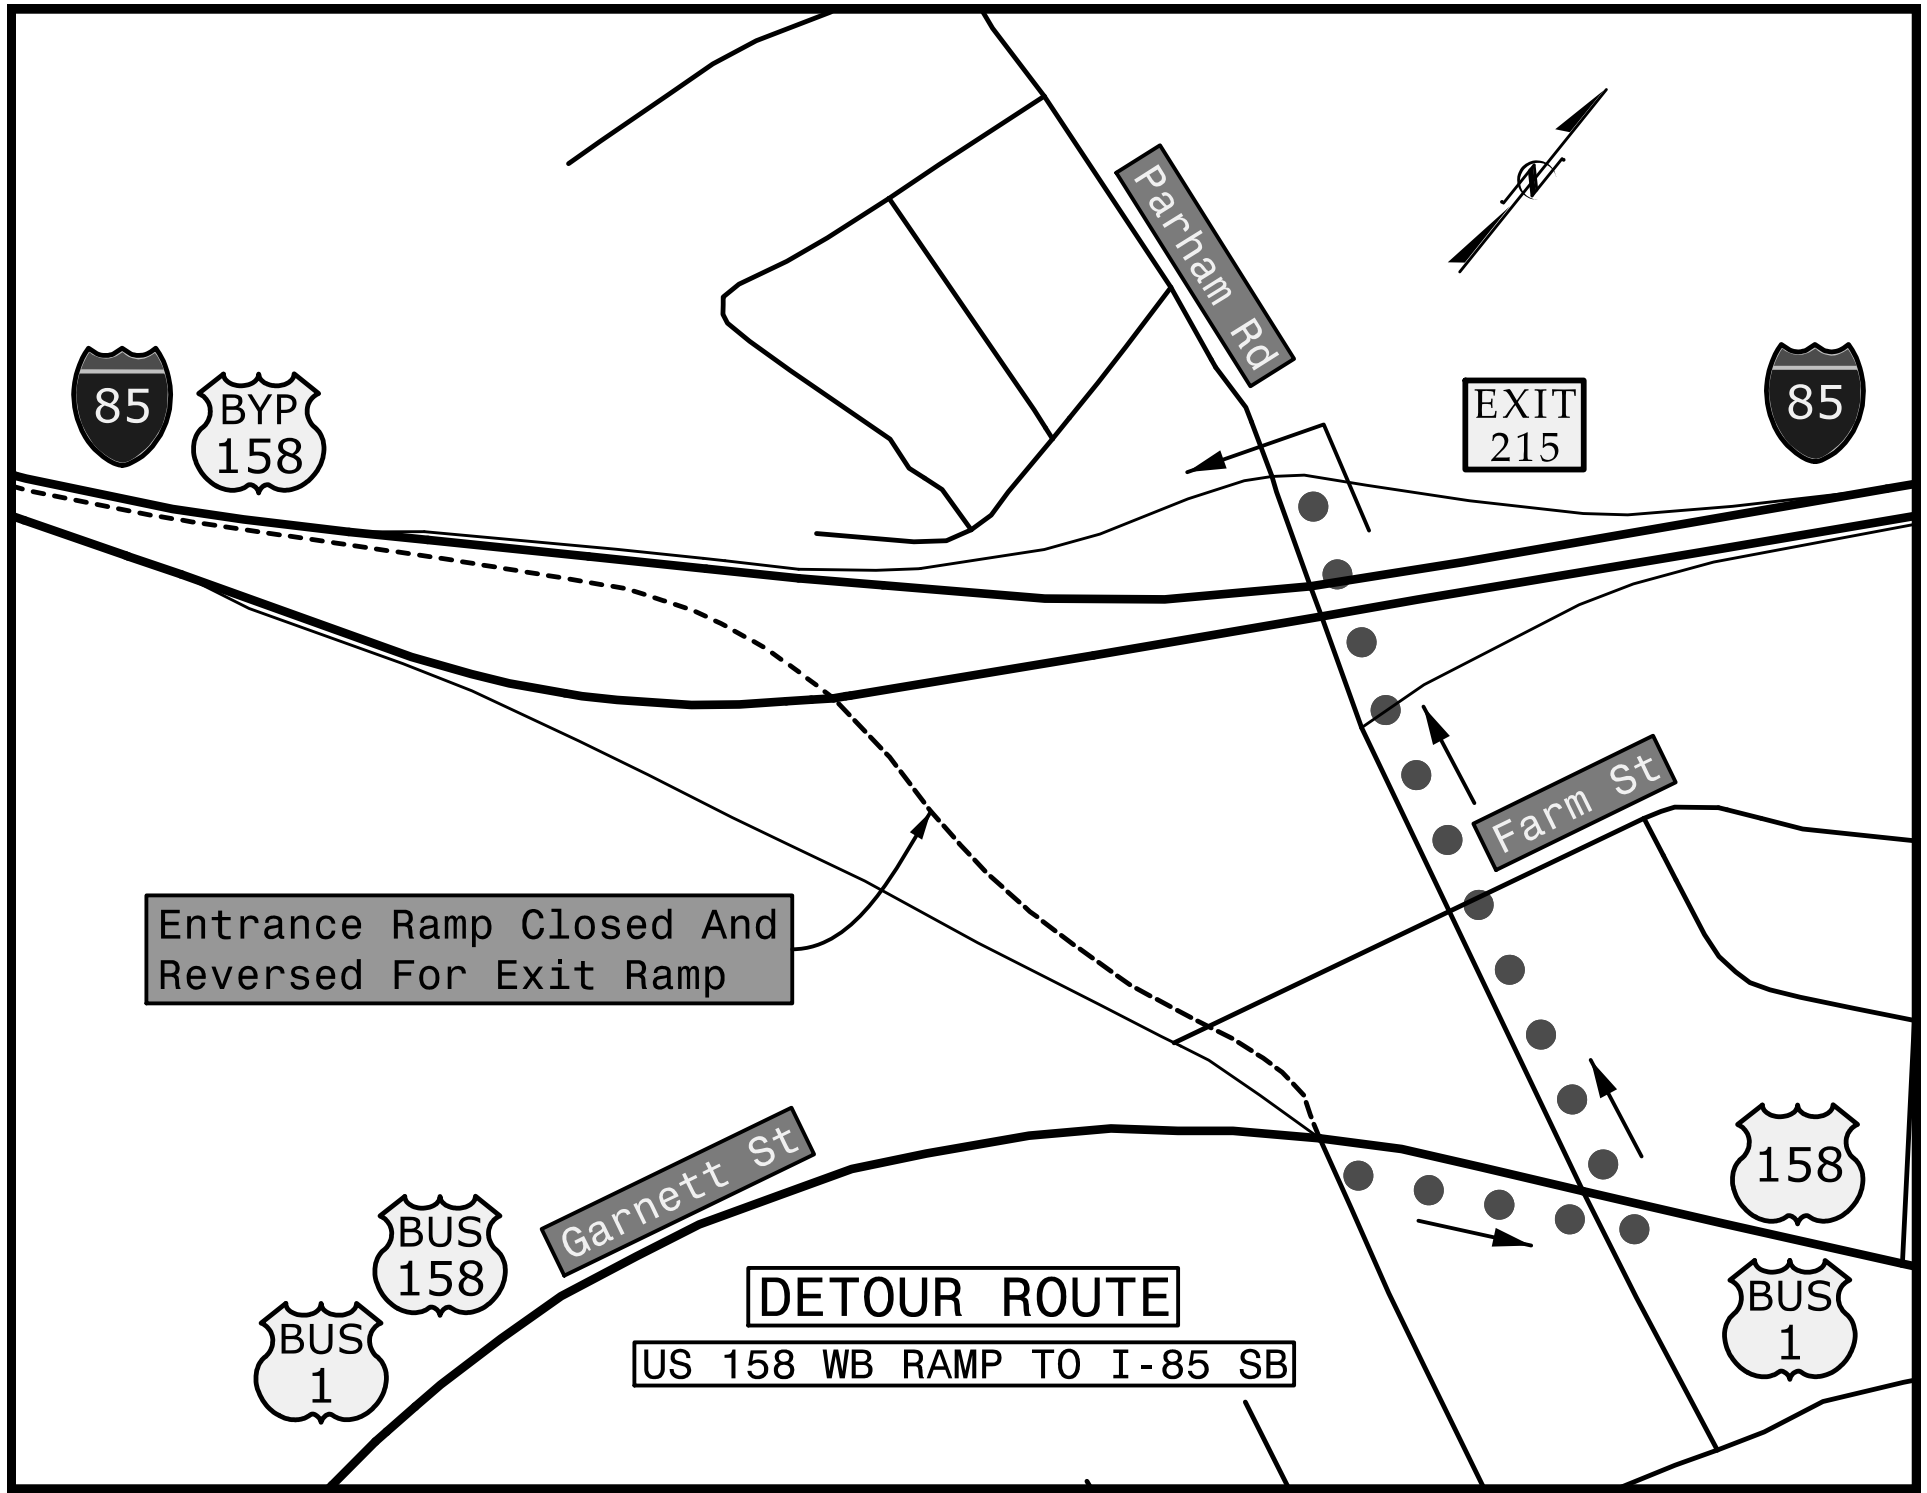 Parham Rd
N
85
BYP
158
EXIT
215
85
Farm St
Entrance Ramp Closed And
Reversed For Exit Ramp
Garnett St
158
BUS
158
BUS
1
BUS
1
DETOUR ROUTE
US 158 WB RAMP TO I-85 SB